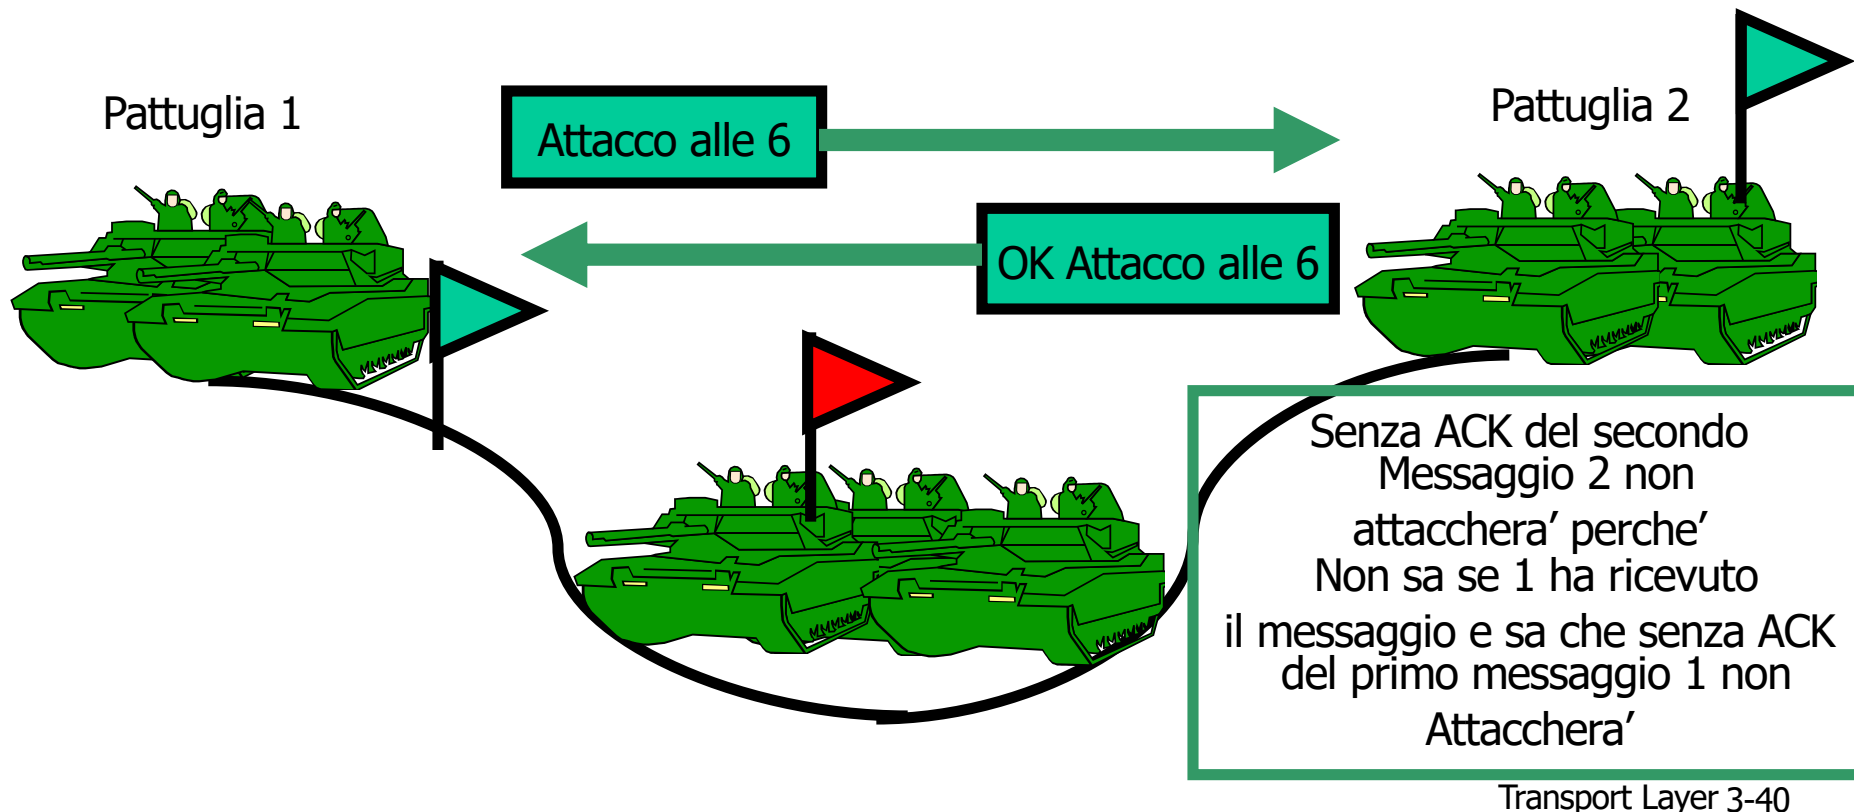 Pattuglia 1
Attacco alle 6
Pattuglia 2
OK Attacco alle 6
Senza ACK del secondo
Messaggio 2 non
attacchera’ perche’
Non sa se 1 ha ricevuto
il messaggio e sa che senza ACK
del primo messaggio 1 non
Attacchera’
Transport Layer 3-40